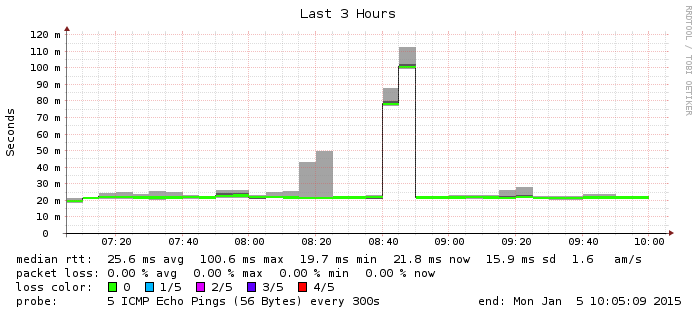 Last 3 Hours
RRDTOOL / TOBI OETIKER
Seconds
120 m
110 m
100 m
90 m
80 m
70 m
60 m
50 m
40 m
30 m
20 m
10 m
0
07:20 07:40 08:00 08:20 08:40 09:00 09:20 09:40 10:00
median rtt: 25.6 ms avg 100.6 ms max 19.7 ms min 21.8 ms now 15.9 ms sd 1.6 am/s
packet loss: 0.00 % avg 0.00 % max 0.00 % min 0.00 % now
loss color: 0 1/5 2/5 3/5 4/5
probe: 5 ICMP Echo Pings (56 Bytes) every 300s end: Mon Jan 5 10:05:09 2015